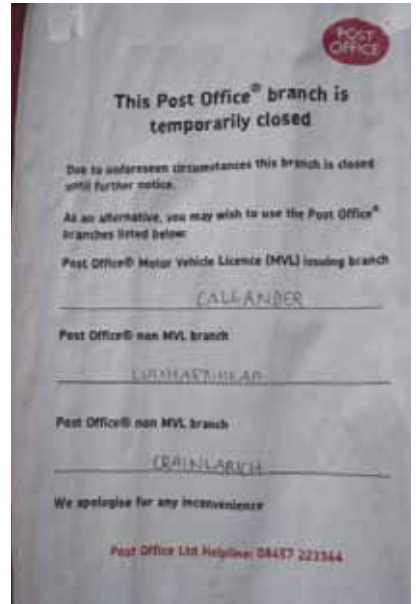 POST
OFFICE
This Post Office® branch is
temporarily closed
Due to unforeseen circumstances this branch is closed
until further notice.
As an alternative, you may wish to use the Post Office®
branches listed below:
Post Office® Motor Vehicle Licence (MVL) issuing branch
CALLANDER
Post Office® non MVL branch
LOCHEARNHEAD
Post Office® non MVL branch
CRAINLARICH
We apologise for any inconvenience
Post Office Ltd Helpline: 08457 223344